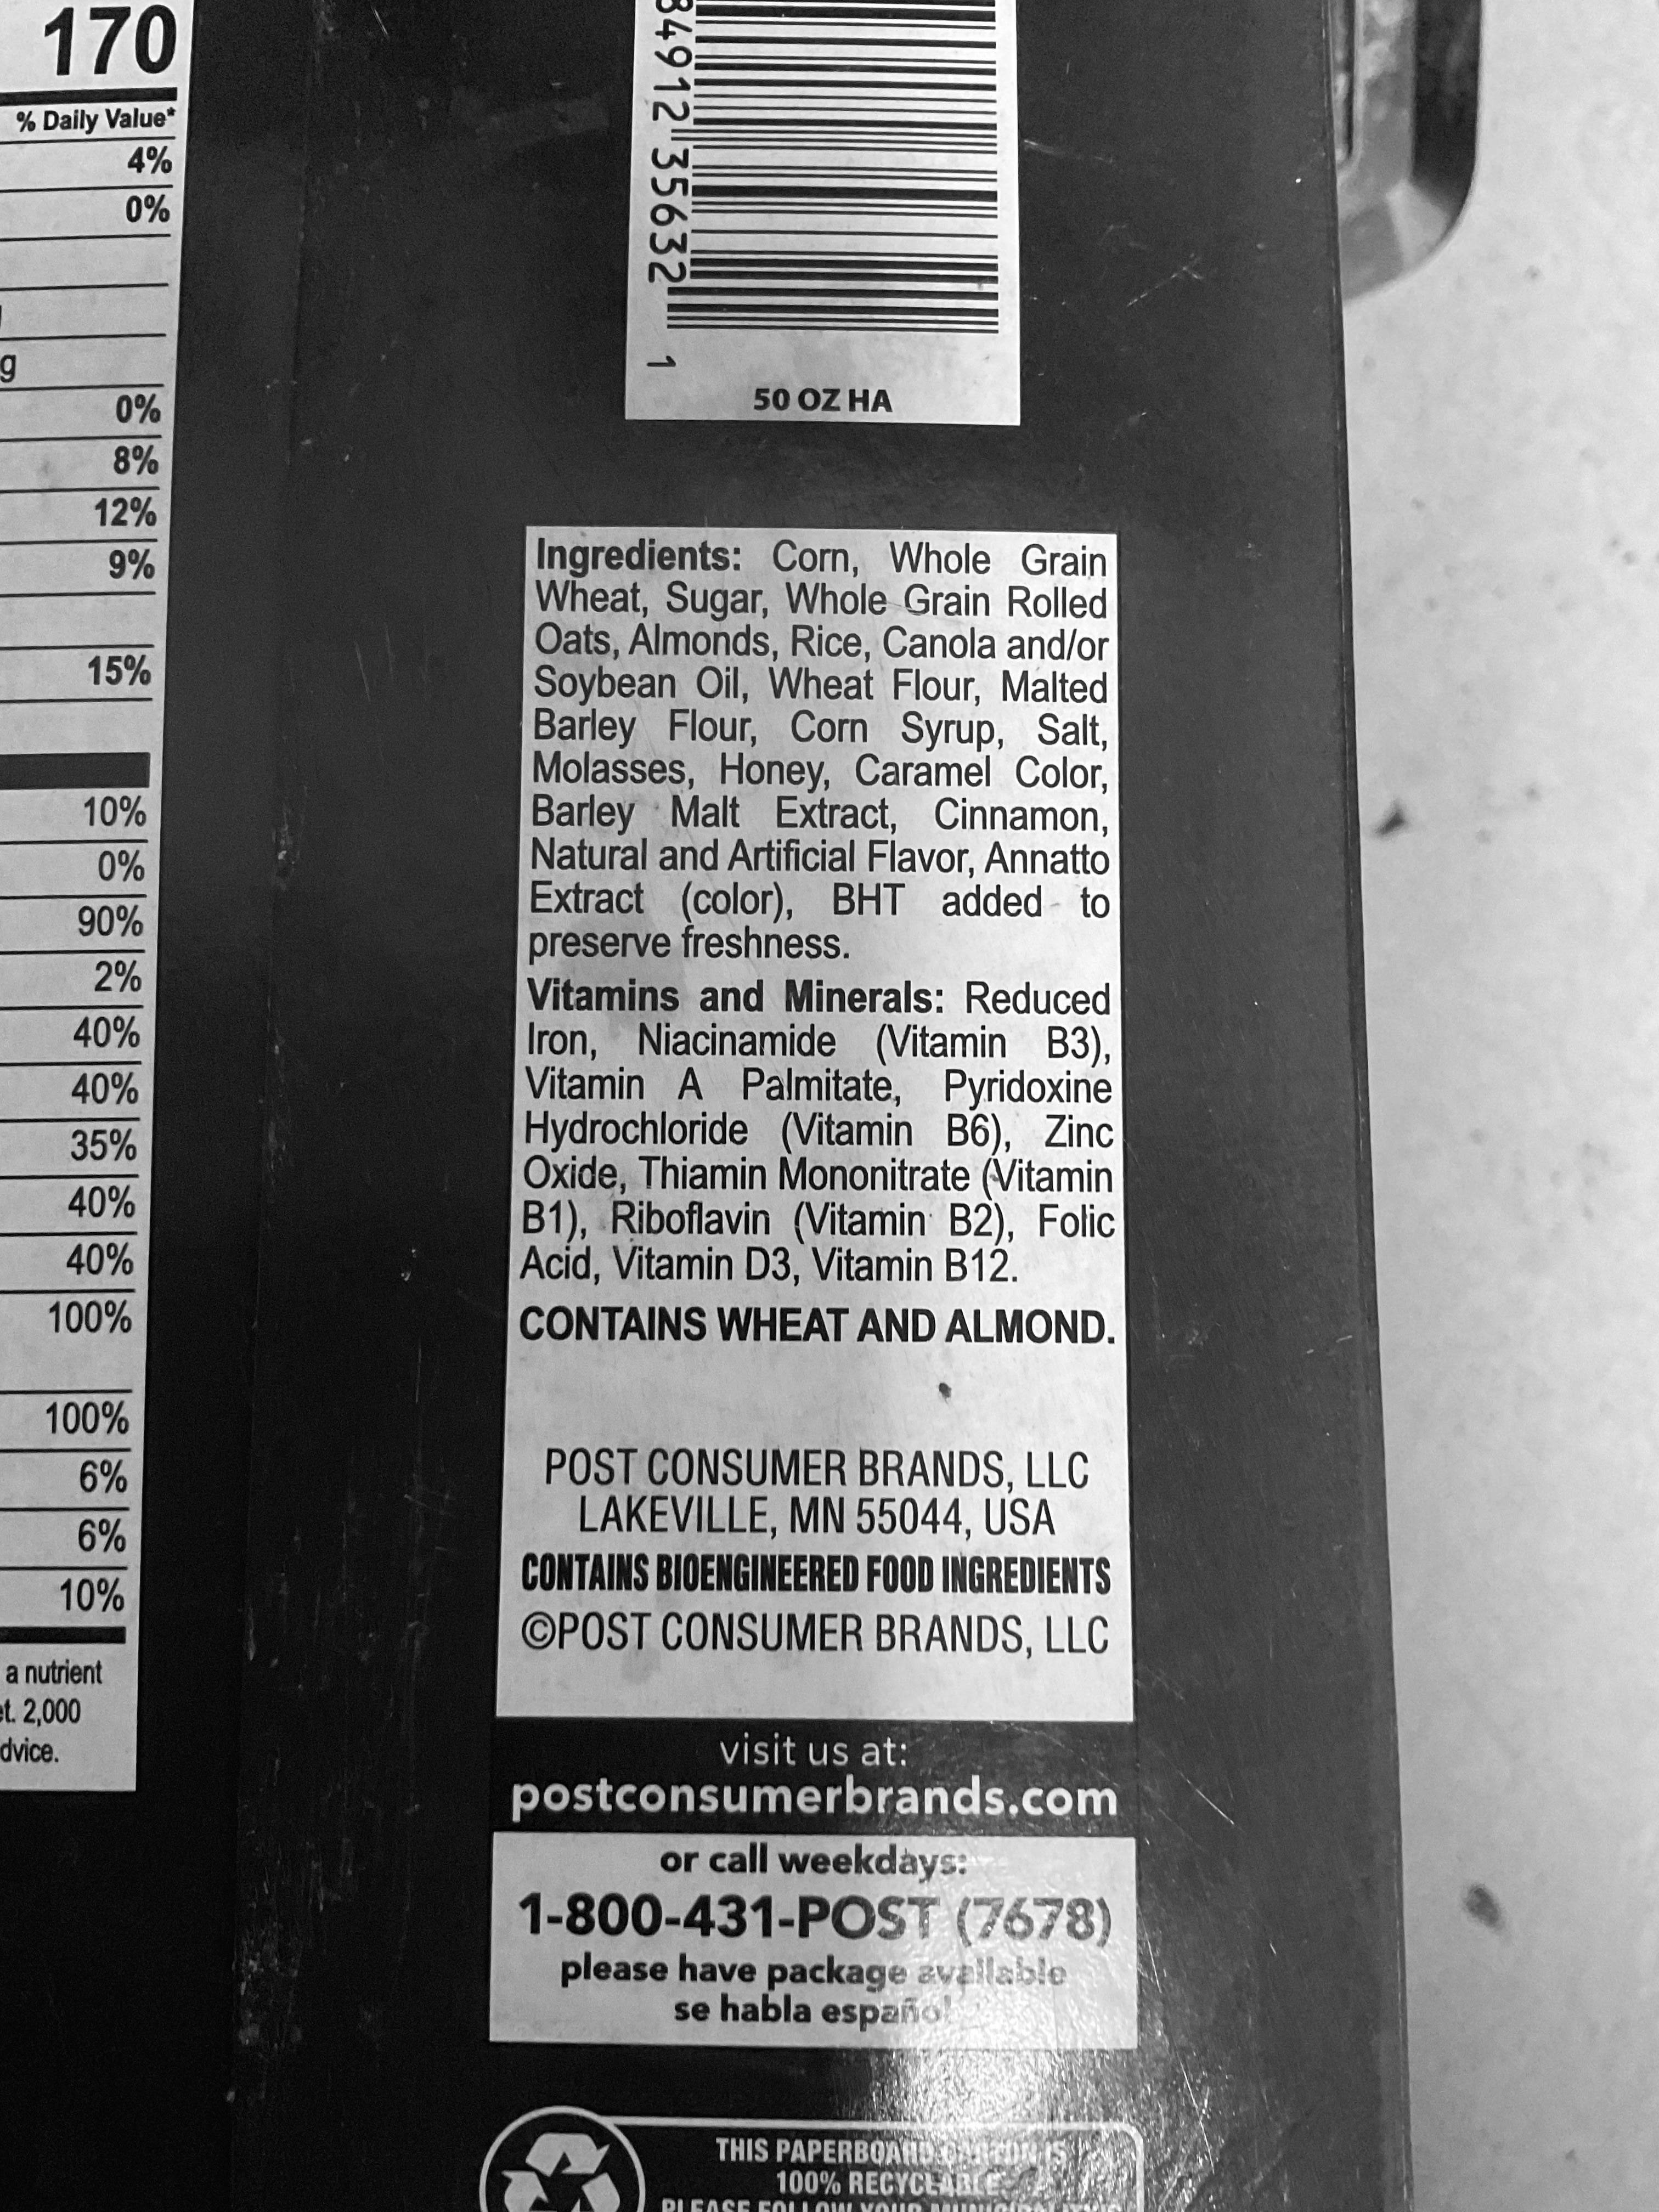 170
% Daily Value*
4%
0%
g
0%
8%
12%
9%
15%
10%
0%
90%
2%
40%
40%
35%
40%
40%
100%
100%
6%
6%
10%
a nutrient
2,000
84912 35632 1
50 OZ HA
Ingredients: Corn, Whole Grain
Wheat, Sugar, Whole Grain Rolled
Oats, Almonds, Rice, Canola and/or
Soybean Oil, Wheat Flour, Malted
Barley Flour, Corn Syrup, Salt,
Molasses, Honey, Caramel Color,
Barley Malt Extract, Cinnamon,
Natural and Artificial Flavor, Annatto
Extract (color), BHT added to
preserve freshness.
Vitamins and Minerals: Reduced
Iron, Niacinamide (Vitamin B3),
Vitamin A Palmitate, Pyridoxine
Hydrochloride (Vitamin B6), Zinc
Oxide, Thiamin Mononitrate (Vitamin
B1), Riboflavin (Vitamin B2), Folic
Acid, Vitamin D3, Vitamin B12.
CONTAINS WHEAT AND ALMOND.
POST CONSUMER BRANDS, LLC
LAKEVILLE, MN 55044, USA
CONTAINS BIOENGINEERED FOOD INGREDIENTS
©POST CONSUMER BRANDS, LLC
visit us at:
postconsumerbrands.com
or call weekdays:
1-800-431-POST (7678)
please have package available
se habla español
THIS PAPERBOARD CARTON IS
100% RECYCLABLE
PLEASE FOLLOW YOUR